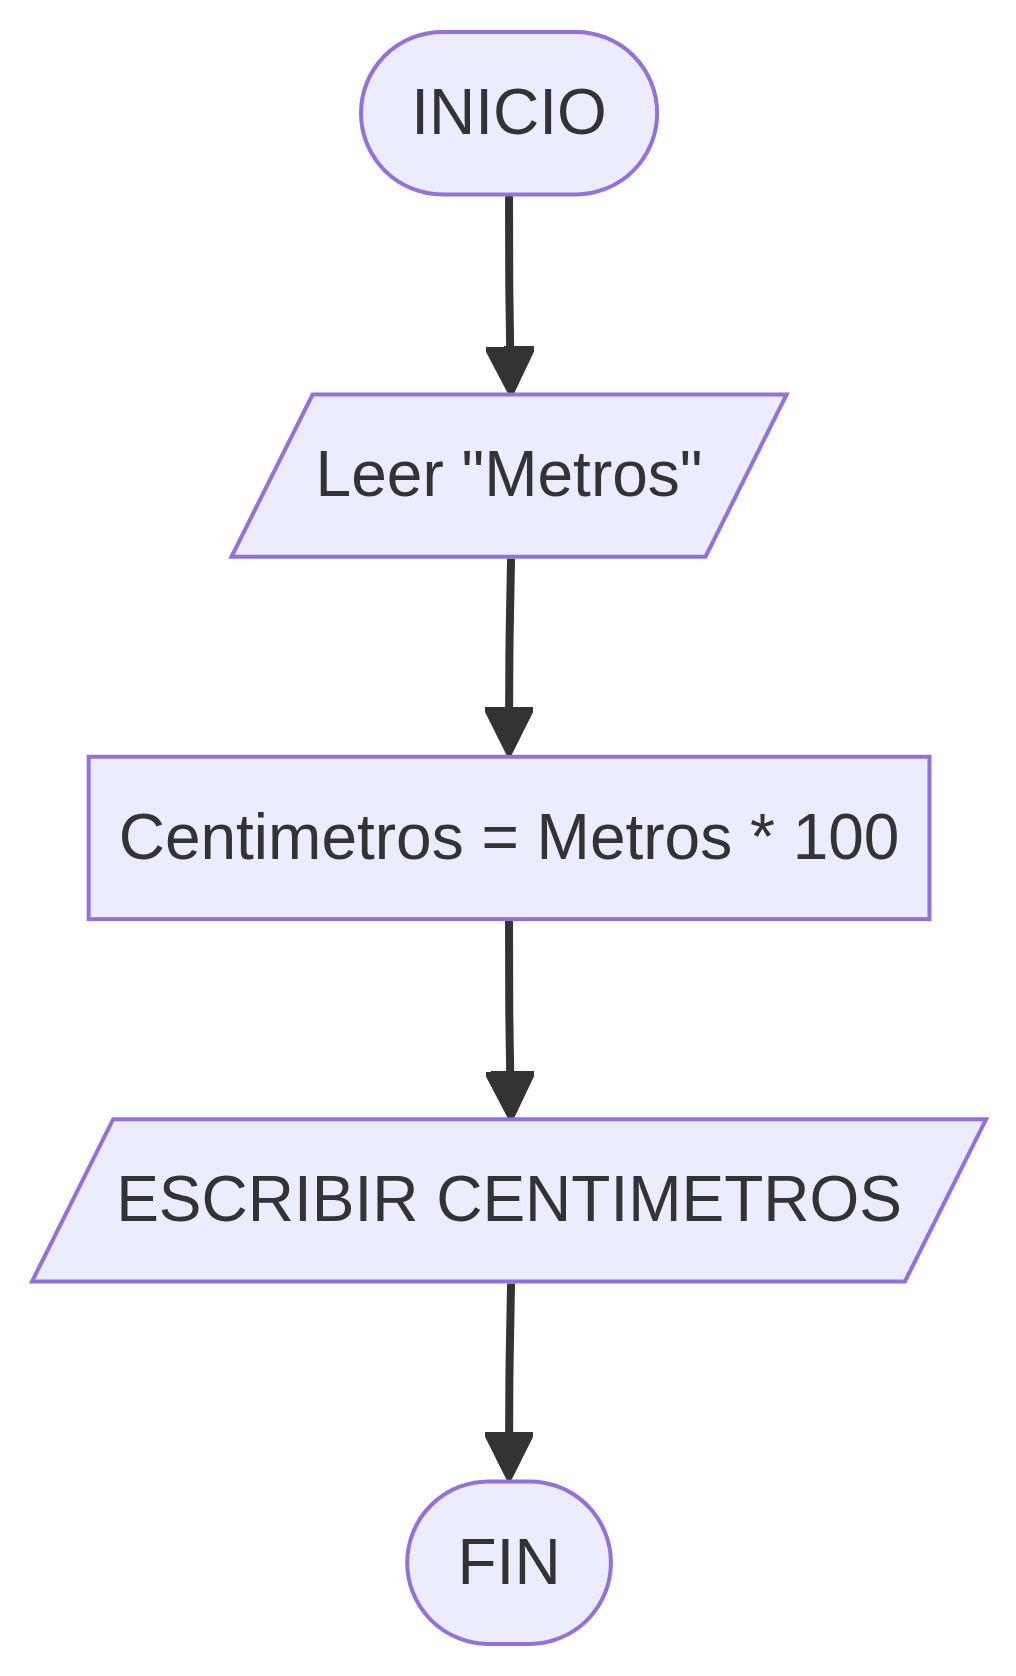 INICIO
Leer "Metros"
Centimetros = Metros * 100
ESCRIBIR CENTIMETROS
FIN